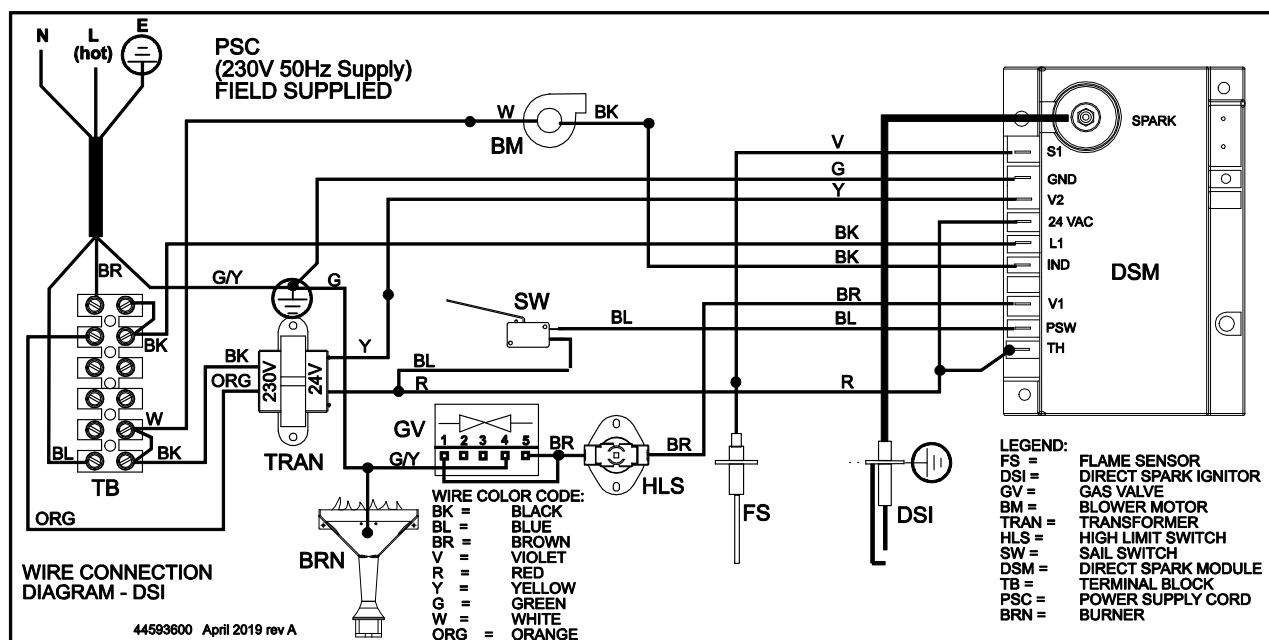 N
L
(hot)
E
PSC
(230V 50Hz Supply)
FIELD SUPPLIED
W
BK
BM
SPARK
V
S1
G
GND
Y
V2
24 VAC
BK
L1
BK
IND
DSM
BR
G/Y
G
SW
BR
V1
BL
BL
PSW
TH
BK
Y
BK
230V
24V
BL
ORG
R
R
W
GV
1 2 3 4 5
BR
BR
BL
BK
TRAN
G/Y
HLS
TB
FS
DSI
ORG
BRN
WIRE COLOR CODE:
BK = BLACK
BL = BLUE
BR = BROWN
V = VIOLET
R = RED
Y = YELLOW
G = GREEN
W = WHITE
ORG = ORANGE
LEGEND:
FS = FLAME SENSOR
DSI = DIRECT SPARK IGNITOR
GV = GAS VALVE
BM = BLOWER MOTOR
TRAN = TRANSFORMER
HLS = HIGH LIMIT SWITCH
SW = SAIL SWITCH
DSM = DIRECT SPARK MODULE
TB = TERMINAL BLOCK
PSC = POWER SUPPLY CORD
BRN = BURNER
WIRE CONNECTION
DIAGRAM - DSI
44593600 April 2019 rev A